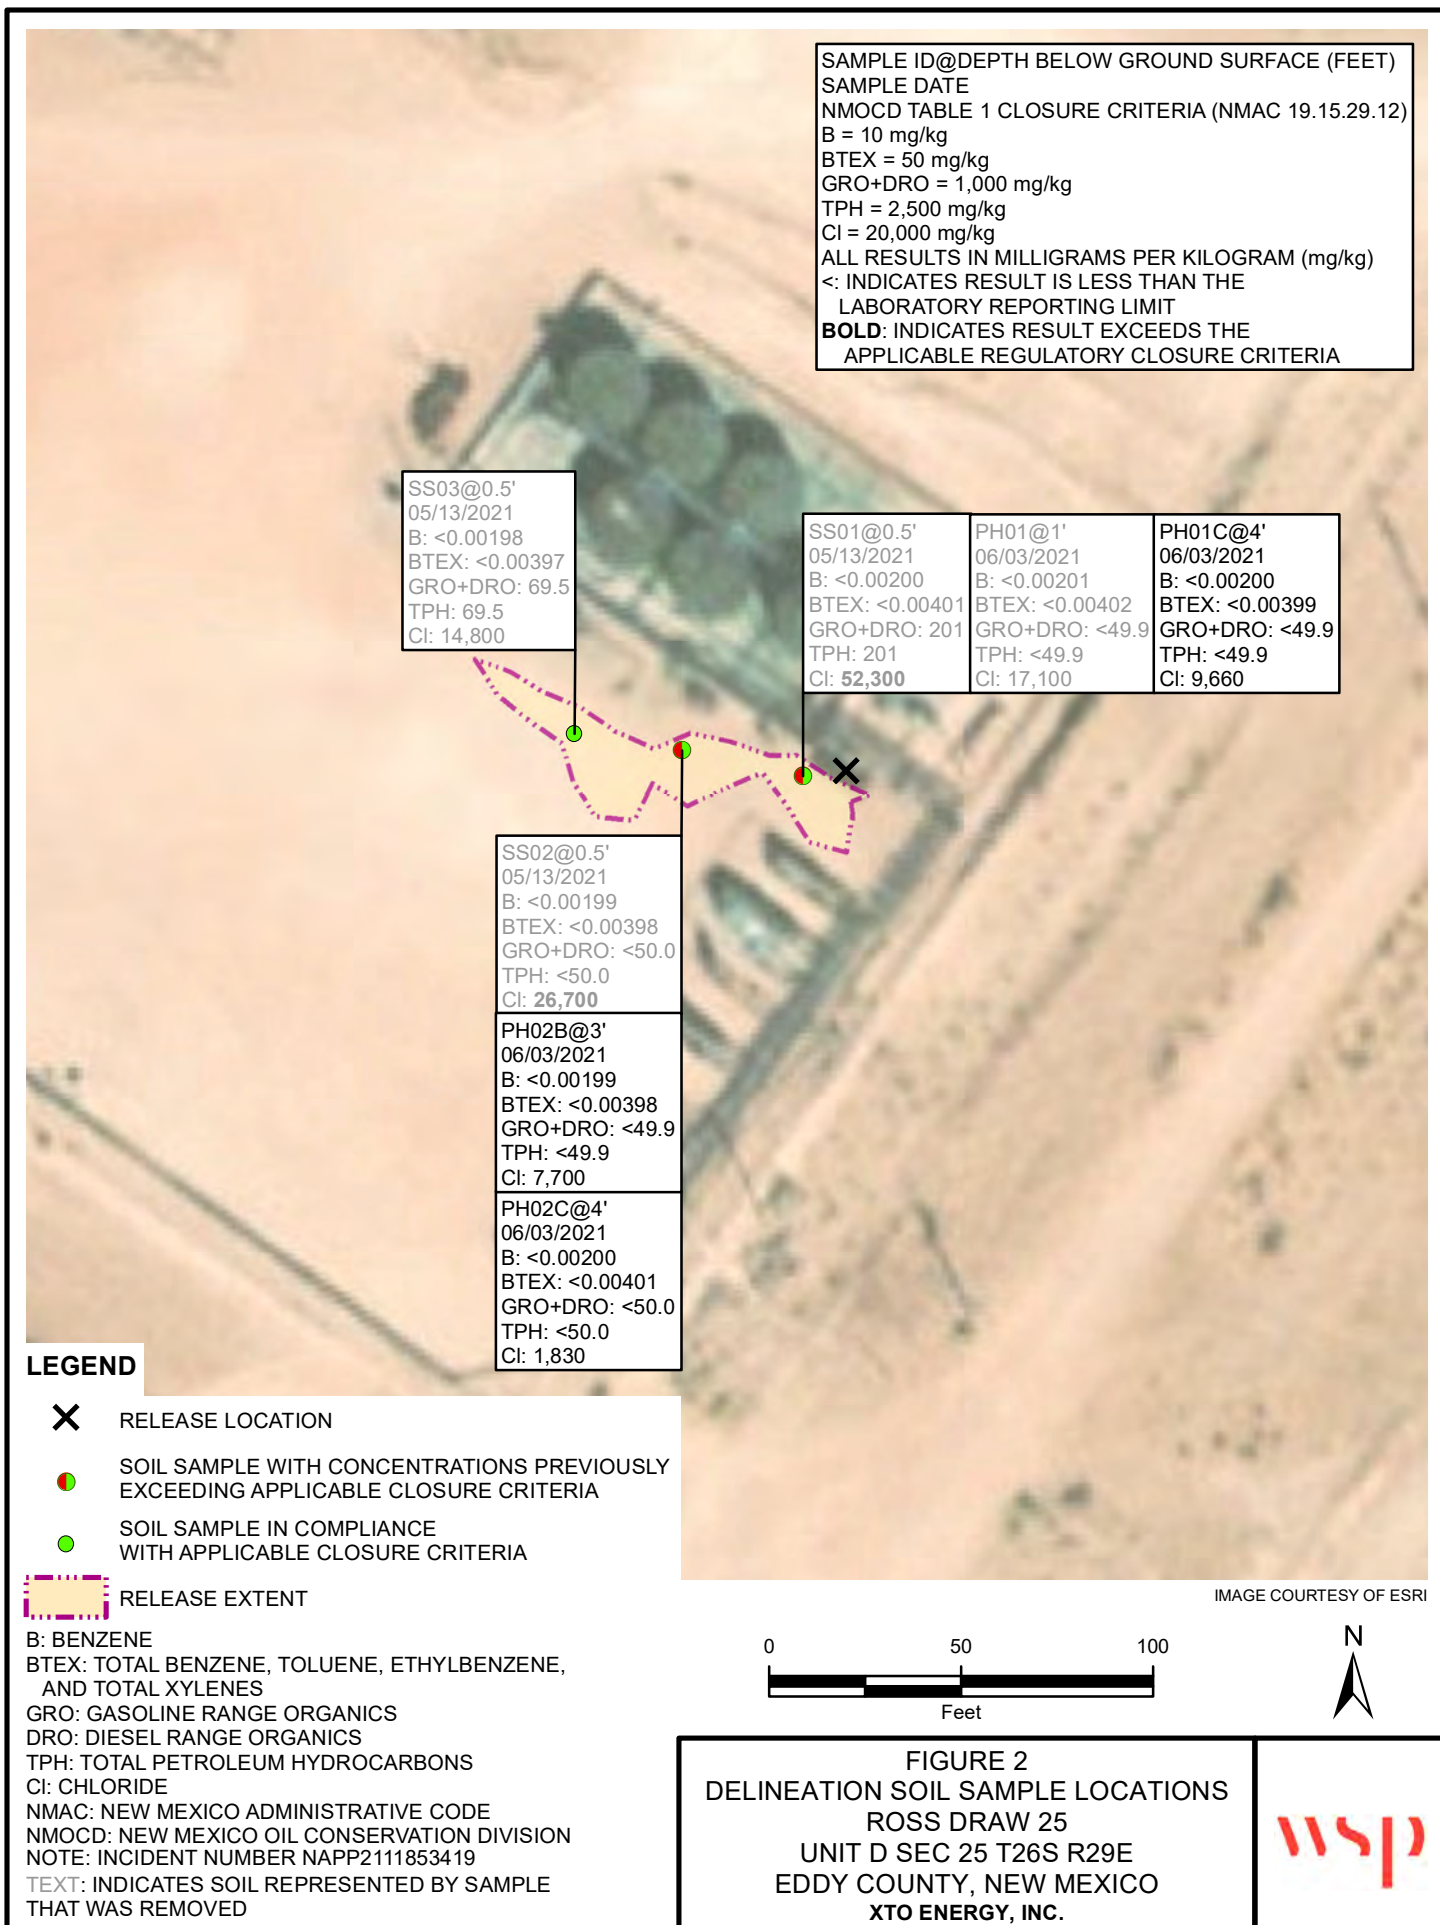 SAMPLE ID@DEPTH BELOW GROUND SURFACE (FEET)
SAMPLE DATE
NMOCD TABLE 1 CLOSURE CRITERIA (NMAC 19.15.29.12)
B = 10 mg/kg
BTEX = 50 mg/kg
GRO+DRO = 1,000 mg/kg
TPH = 2,500 mg/kg
Cl = 20,000 mg/kg
ALL RESULTS IN MILLIGRAMS PER KILOGRAM (mg/kg)
<: INDICATES RESULT IS LESS THAN THE
LABORATORY REPORTING LIMIT
BOLD: INDICATES RESULT EXCEEDS THE
APPLICABLE REGULATORY CLOSURE CRITERIA
SS03@0.5'
05/13/2021
B: <0.00198
BTEX: <0.00397
GRO+DRO: 69.5
TPH: 69.5
Cl: 14,800
SS01@0.5'
05/13/2021
B: <0.00200
BTEX: <0.00401
GRO+DRO: 201
TPH: 201
Cl: 52,300
PH01@1'
06/03/2021
B: <0.00201
BTEX: <0.00402
GRO+DRO: <49.9
TPH: <49.9
Cl: 17,100
PH01C@4'
06/03/2021
B: <0.00200
BTEX: <0.00399
GRO+DRO: <49.9
TPH: <49.9
Cl: 9,660
SS02@0.5'
05/13/2021
B: <0.00199
BTEX: <0.00398
GRO+DRO: <50.0
TPH: <50.0
Cl: 26,700
PH02B@3'
06/03/2021
B: <0.00199
BTEX: <0.00398
GRO+DRO: <49.9
TPH: <49.9
Cl: 7,700
PH02C@4'
06/03/2021
B: <0.00200
BTEX: <0.00401
GRO+DRO: <50.0
TPH: <50.0
Cl: 1,830
LEGEND
RELEASE LOCATION
SOIL SAMPLE WITH CONCENTRATIONS PREVIOUSLY
EXCEEDING APPLICABLE CLOSURE CRITERIA
SOIL SAMPLE IN COMPLIANCE
WITH APPLICABLE CLOSURE CRITERIA
RELEASE EXTENT
B: BENZENE
BTEX: TOTAL BENZENE, TOLUENE, ETHYLBENZENE,
AND TOTAL XYLENES
GRO: GASOLINE RANGE ORGANICS
DRO: DIESEL RANGE ORGANICS
TPH: TOTAL PETROLEUM HYDROCARBONS
Cl: CHLORIDE
NMAC: NEW MEXICO ADMINISTRATIVE CODE
NMOCD: NEW MEXICO OIL CONSERVATION DIVISION
NOTE: INCIDENT NUMBER NAPP2111853419
TEXT: INDICATES SOIL REPRESENTED BY SAMPLE
THAT WAS REMOVED
IMAGE COURTESY OF ESRI
0 50 100
Feet
N
FIGURE 2
DELINEATION SOIL SAMPLE LOCATIONS
ROSS DRAW 25
UNIT D SEC 25 T26S R29E
EDDY COUNTY, NEW MEXICO
XTO ENERGY, INC.
wsp